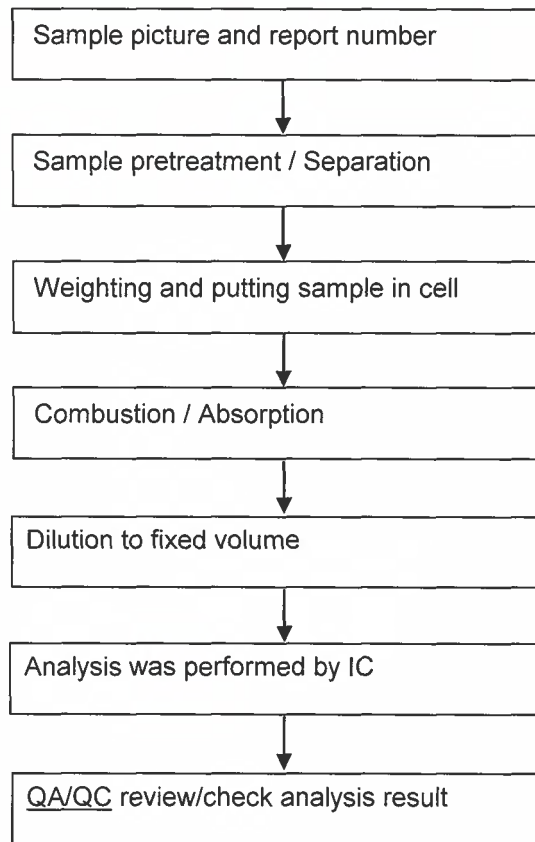 Sample picture and report number
Sample pretreatment / Separation
Weighting and putting sample in cell
Combustion / Absorption
Dilution to fixed volume
Analysis was performed by IC
QA/QC review/check analysis result